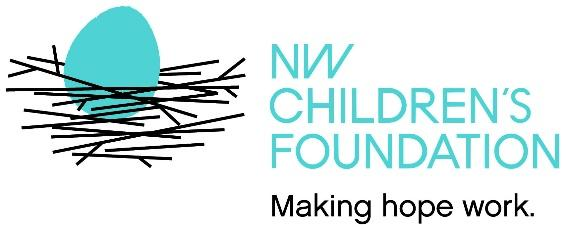 NW
CHILDREN'S
FOUNDATION
Making hope work.